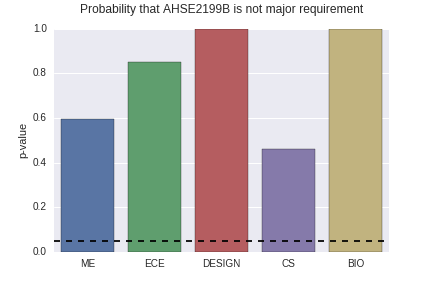 Probability that AHSE2199B is not major requirement
1.0
0.8
0.6
0.4
0.2
0.0
p-value
ME ECE DESIGN CS BIO